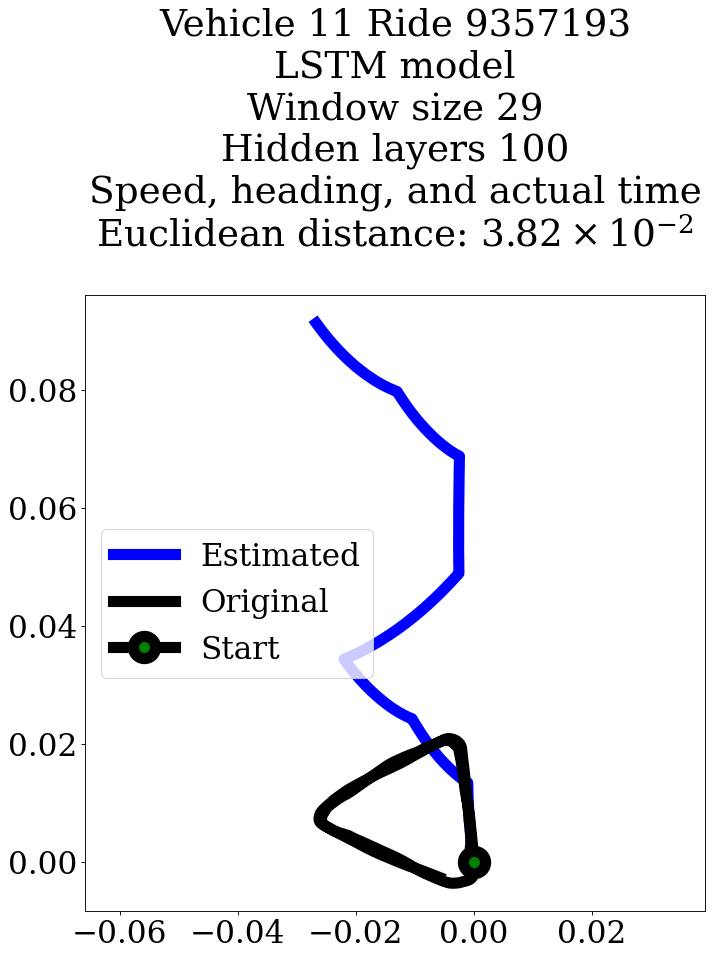 Vehicle 11 Ride 9357193
LSTM model
Window size 29
Hidden layers 100
Speed, heading, and actual time
Euclidean distance: 3.82 × 10⁻²
0.08
0.06
0.04
0.02
0.00
Estimated
Original
Start
−0.06 −0.04 −0.02 0.00 0.02